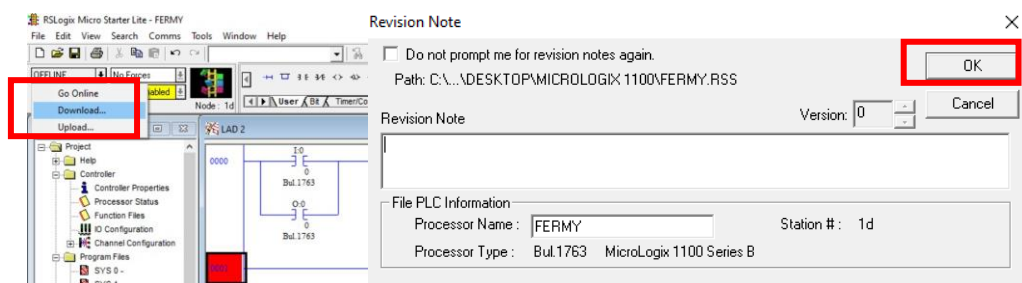 RSLogix Micro Starter Lite - FERMY
File Edit View Search Comms Tools Window Help
OFFLINE No Forces
Go Online
abled
Download...
Node: 1d
User Bit Timer/Co
Upload...
LAD 2
Project
Help
Controller
Controller Properties
Processor Status
Function Files
IO Configuration
Channel Configuration
Program Files
SYS 0 -
0000
I:0
0
Bul.1763
O:0
0
Bul.1763
0001
Revision Note
Do not prompt me for revision notes again.
Path: C:\...\DESKTOP\MICROLOGIX 1100\FERMY.RSS
OK
Cancel
Revision Note
Version: 0
File PLC Information
Processor Name : FERMY
Station # : 1d
Processor Type : Bul.1763 MicroLogix 1100 Series B